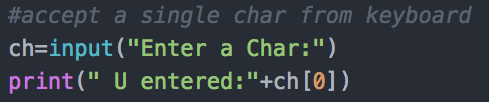 #accept a single char from keyboard
ch=input("Enter a Char:")
print(" U entered:"+ch[0])